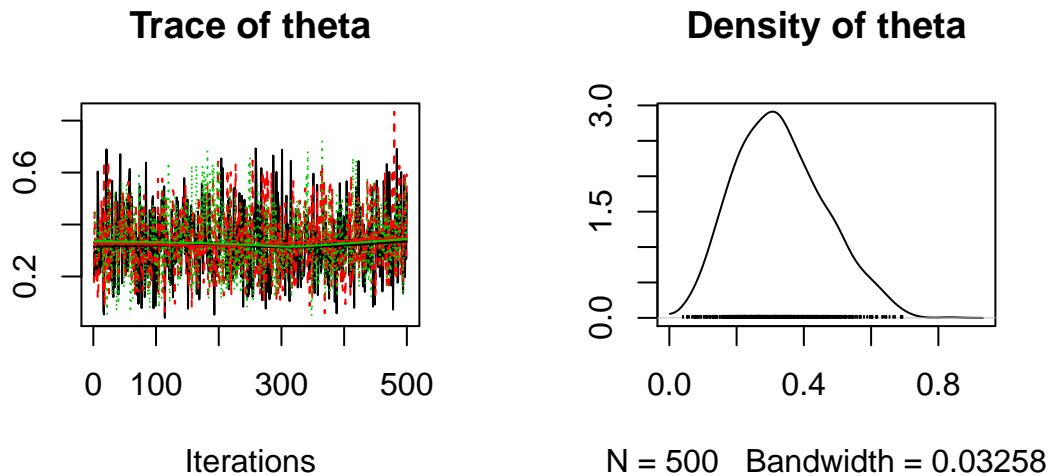 Trace of theta
0.2 0.6
0 100 300 500
Iterations
Density of theta
0.0 1.5 3.0
0.0 0.4 0.8
N = 500 Bandwidth = 0.03258